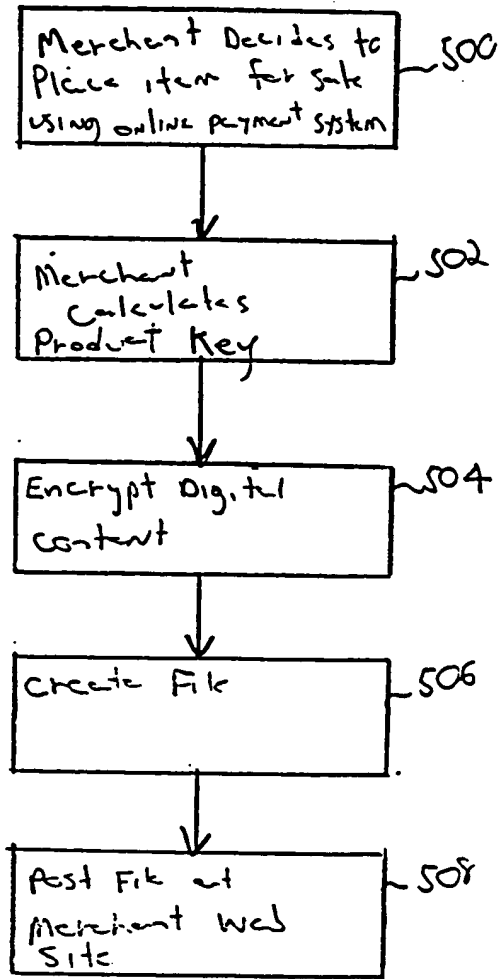 Merchant Decides to
Place item for sale
using online payment system
500
Merchant
Calculates
Product Key
502
Encrypt Digital
Content
504
Create File
506
Post File at
Merchant Web
Site
508